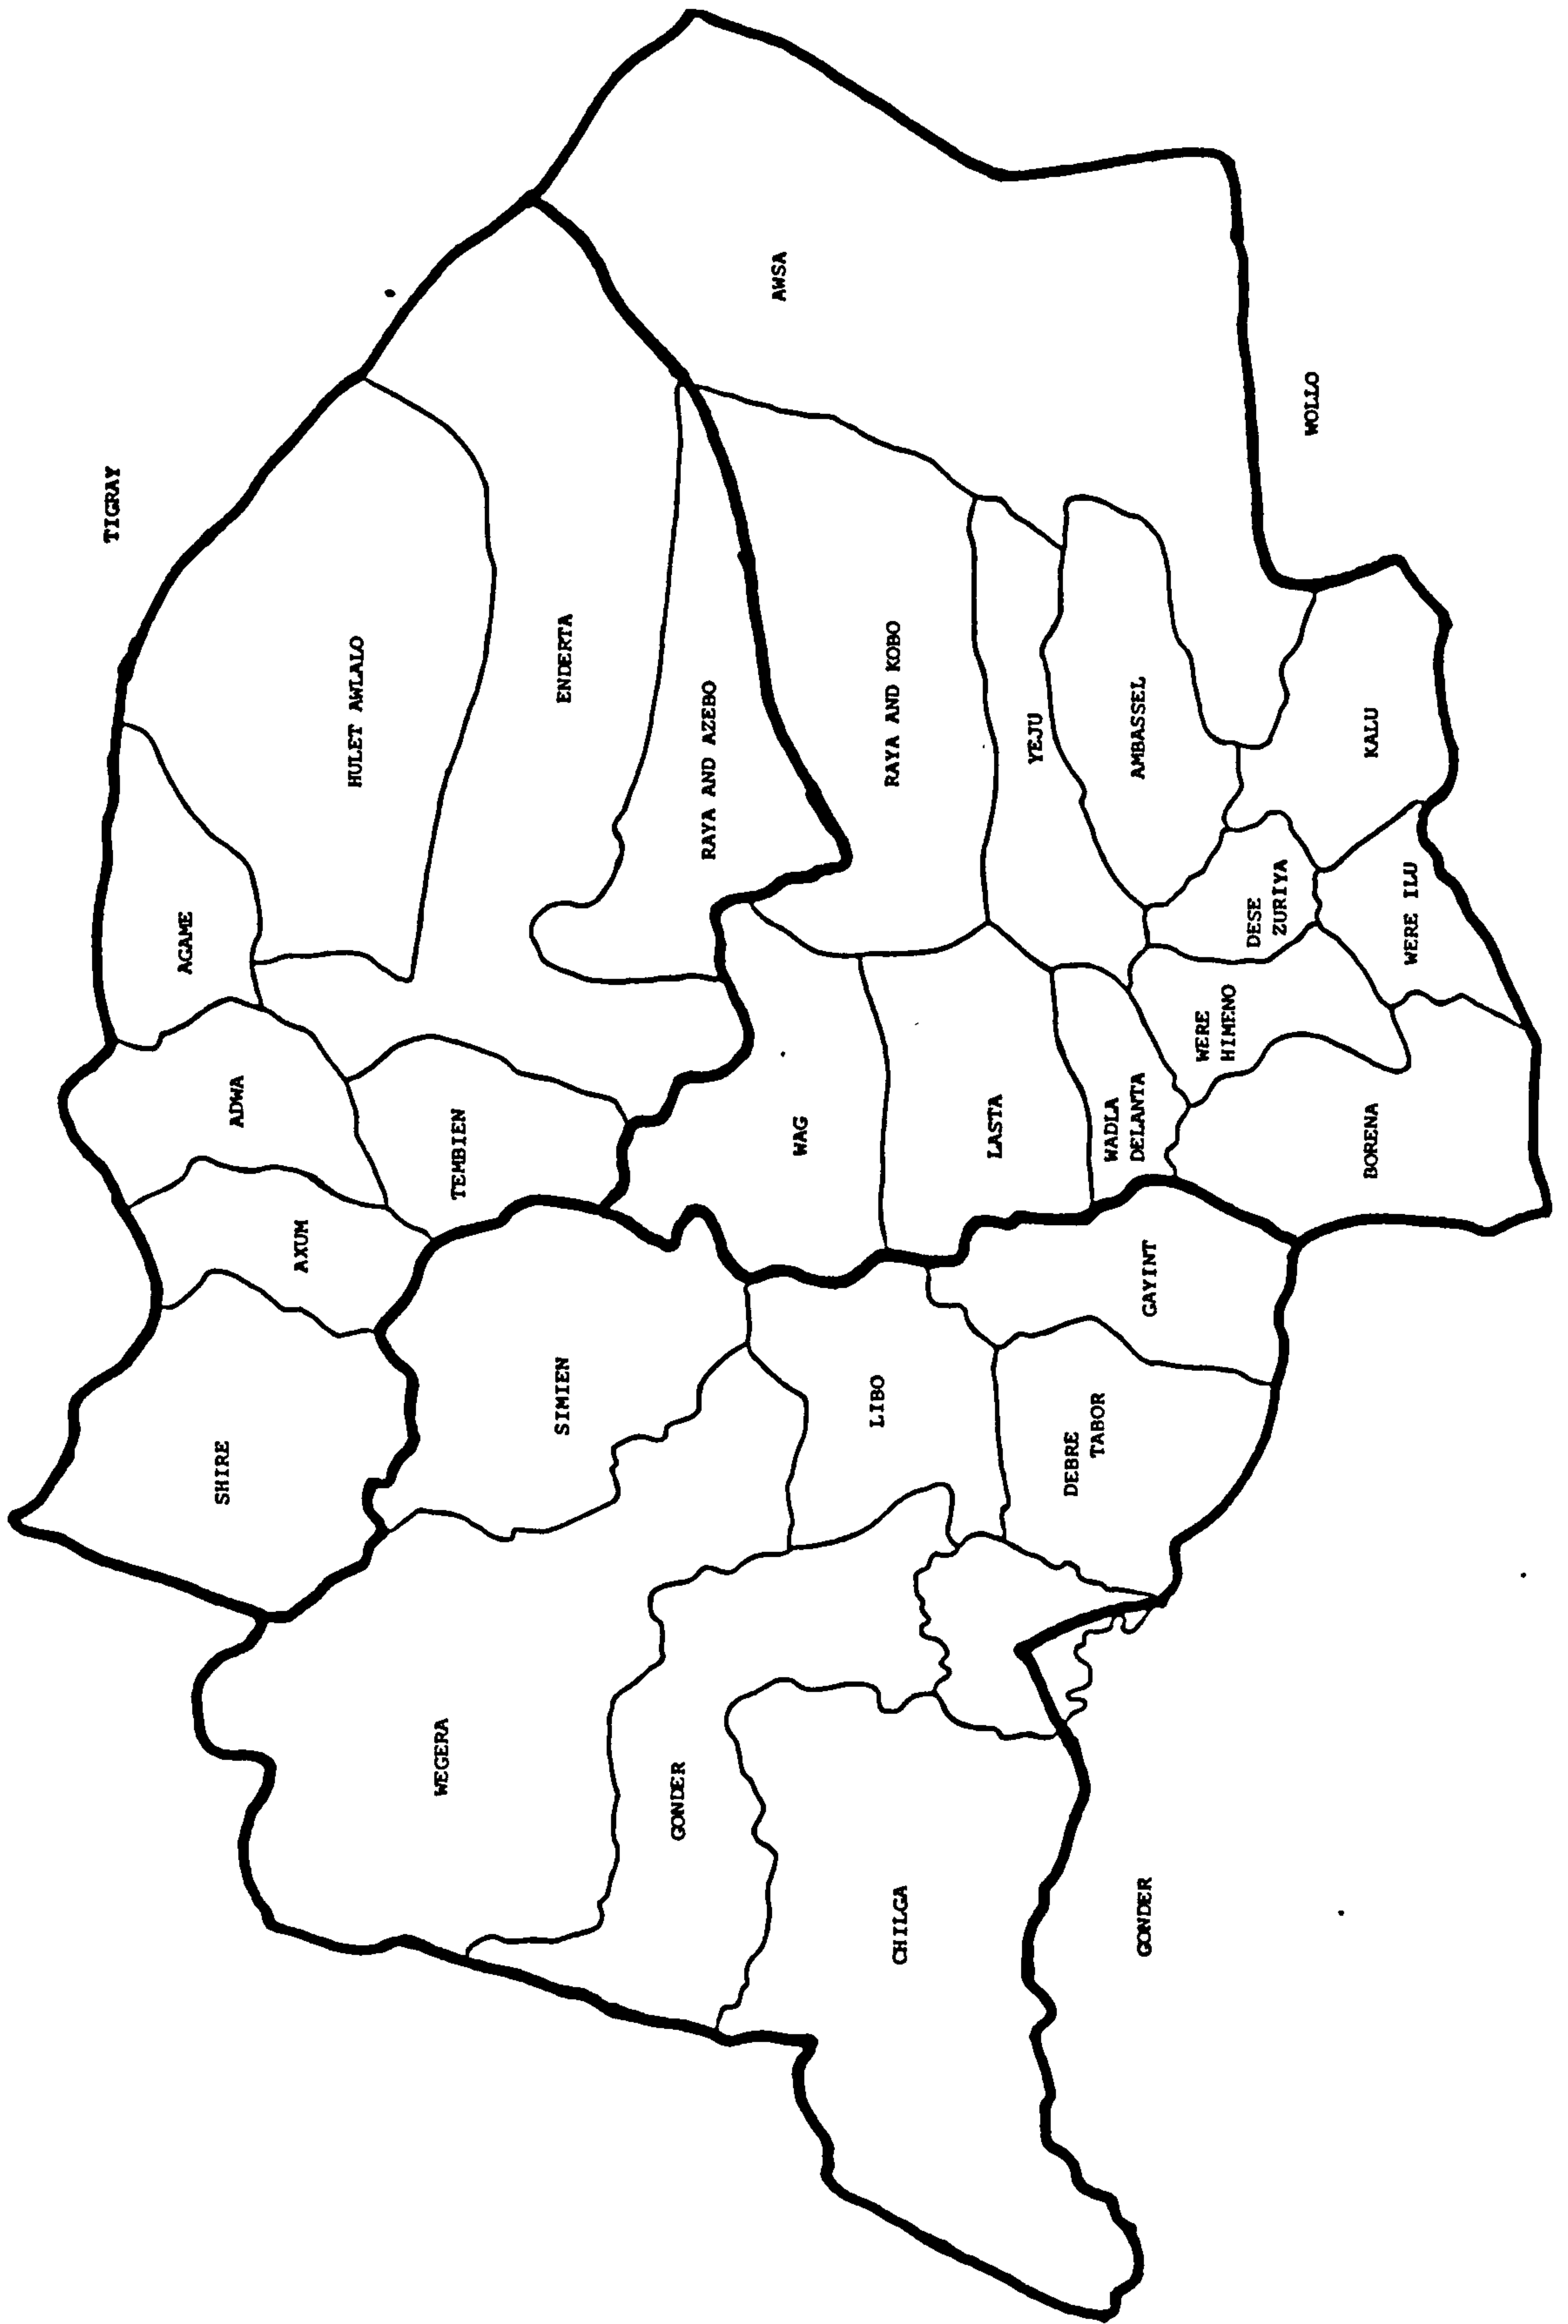 TIGRAY
SHIRE
AXUM
ADWA
AGAME
HULET AWLALO
TEMBIEN
ENDERTA
RAYA AND AZEBO
WEGERA
SIMIEN
GONDER
CHILGA
LIBO
DEBRE
TABOR
GAYINT
WAG
LASTA
WADLA
DELANTA
RAYA AND KOBO
YEJU
AMBASSEL
AWSA
WERE
HIMENO
DESE
ZURIYA
BORENA
WERE ILU
KALU
GONDER
WOLLO